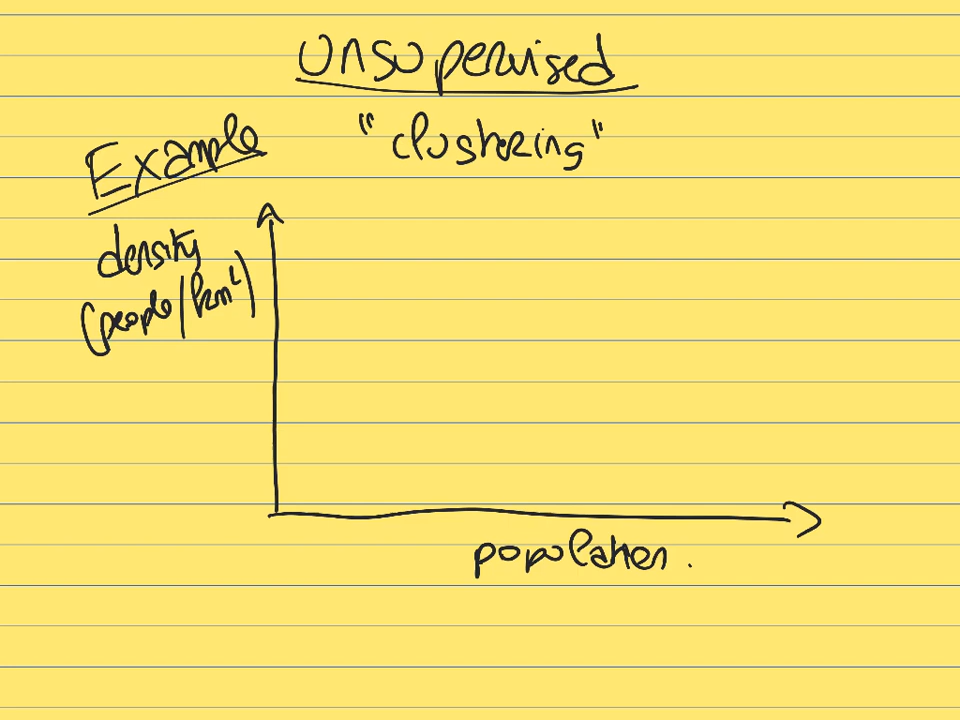 Unsupervised
"clustering"
Example
density
(people/km²)
population.